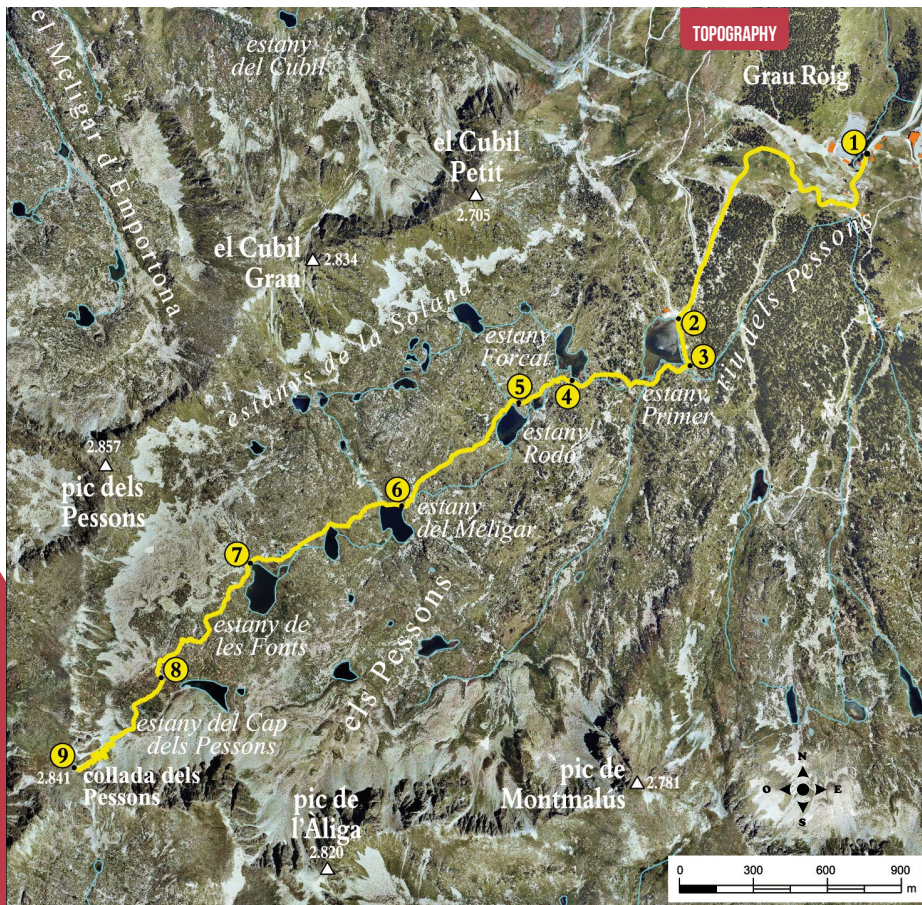 TOPOGRAPHY
el Meligar d'Emportona
estany
del Cubil
Grau Roig
1
el Cubil
Petit
2.705
el Cubil
Gran
2.834
riu dels Pessons
estanys de la Solana
2
estany
Forcat
3
4
5
estany
Primer
estany
Rodó
2.857
pic dels
Pessons
6
estany
del Meligar
7
estany de
les Fonts
els Pessons
8
estany del Cap
dels Pessons
9
2.841
collada dels
Pessons
pic de
Montmalús
2.781
pic de
l'Àliga
2.820
N
O
E
S
0 300 600 900
m